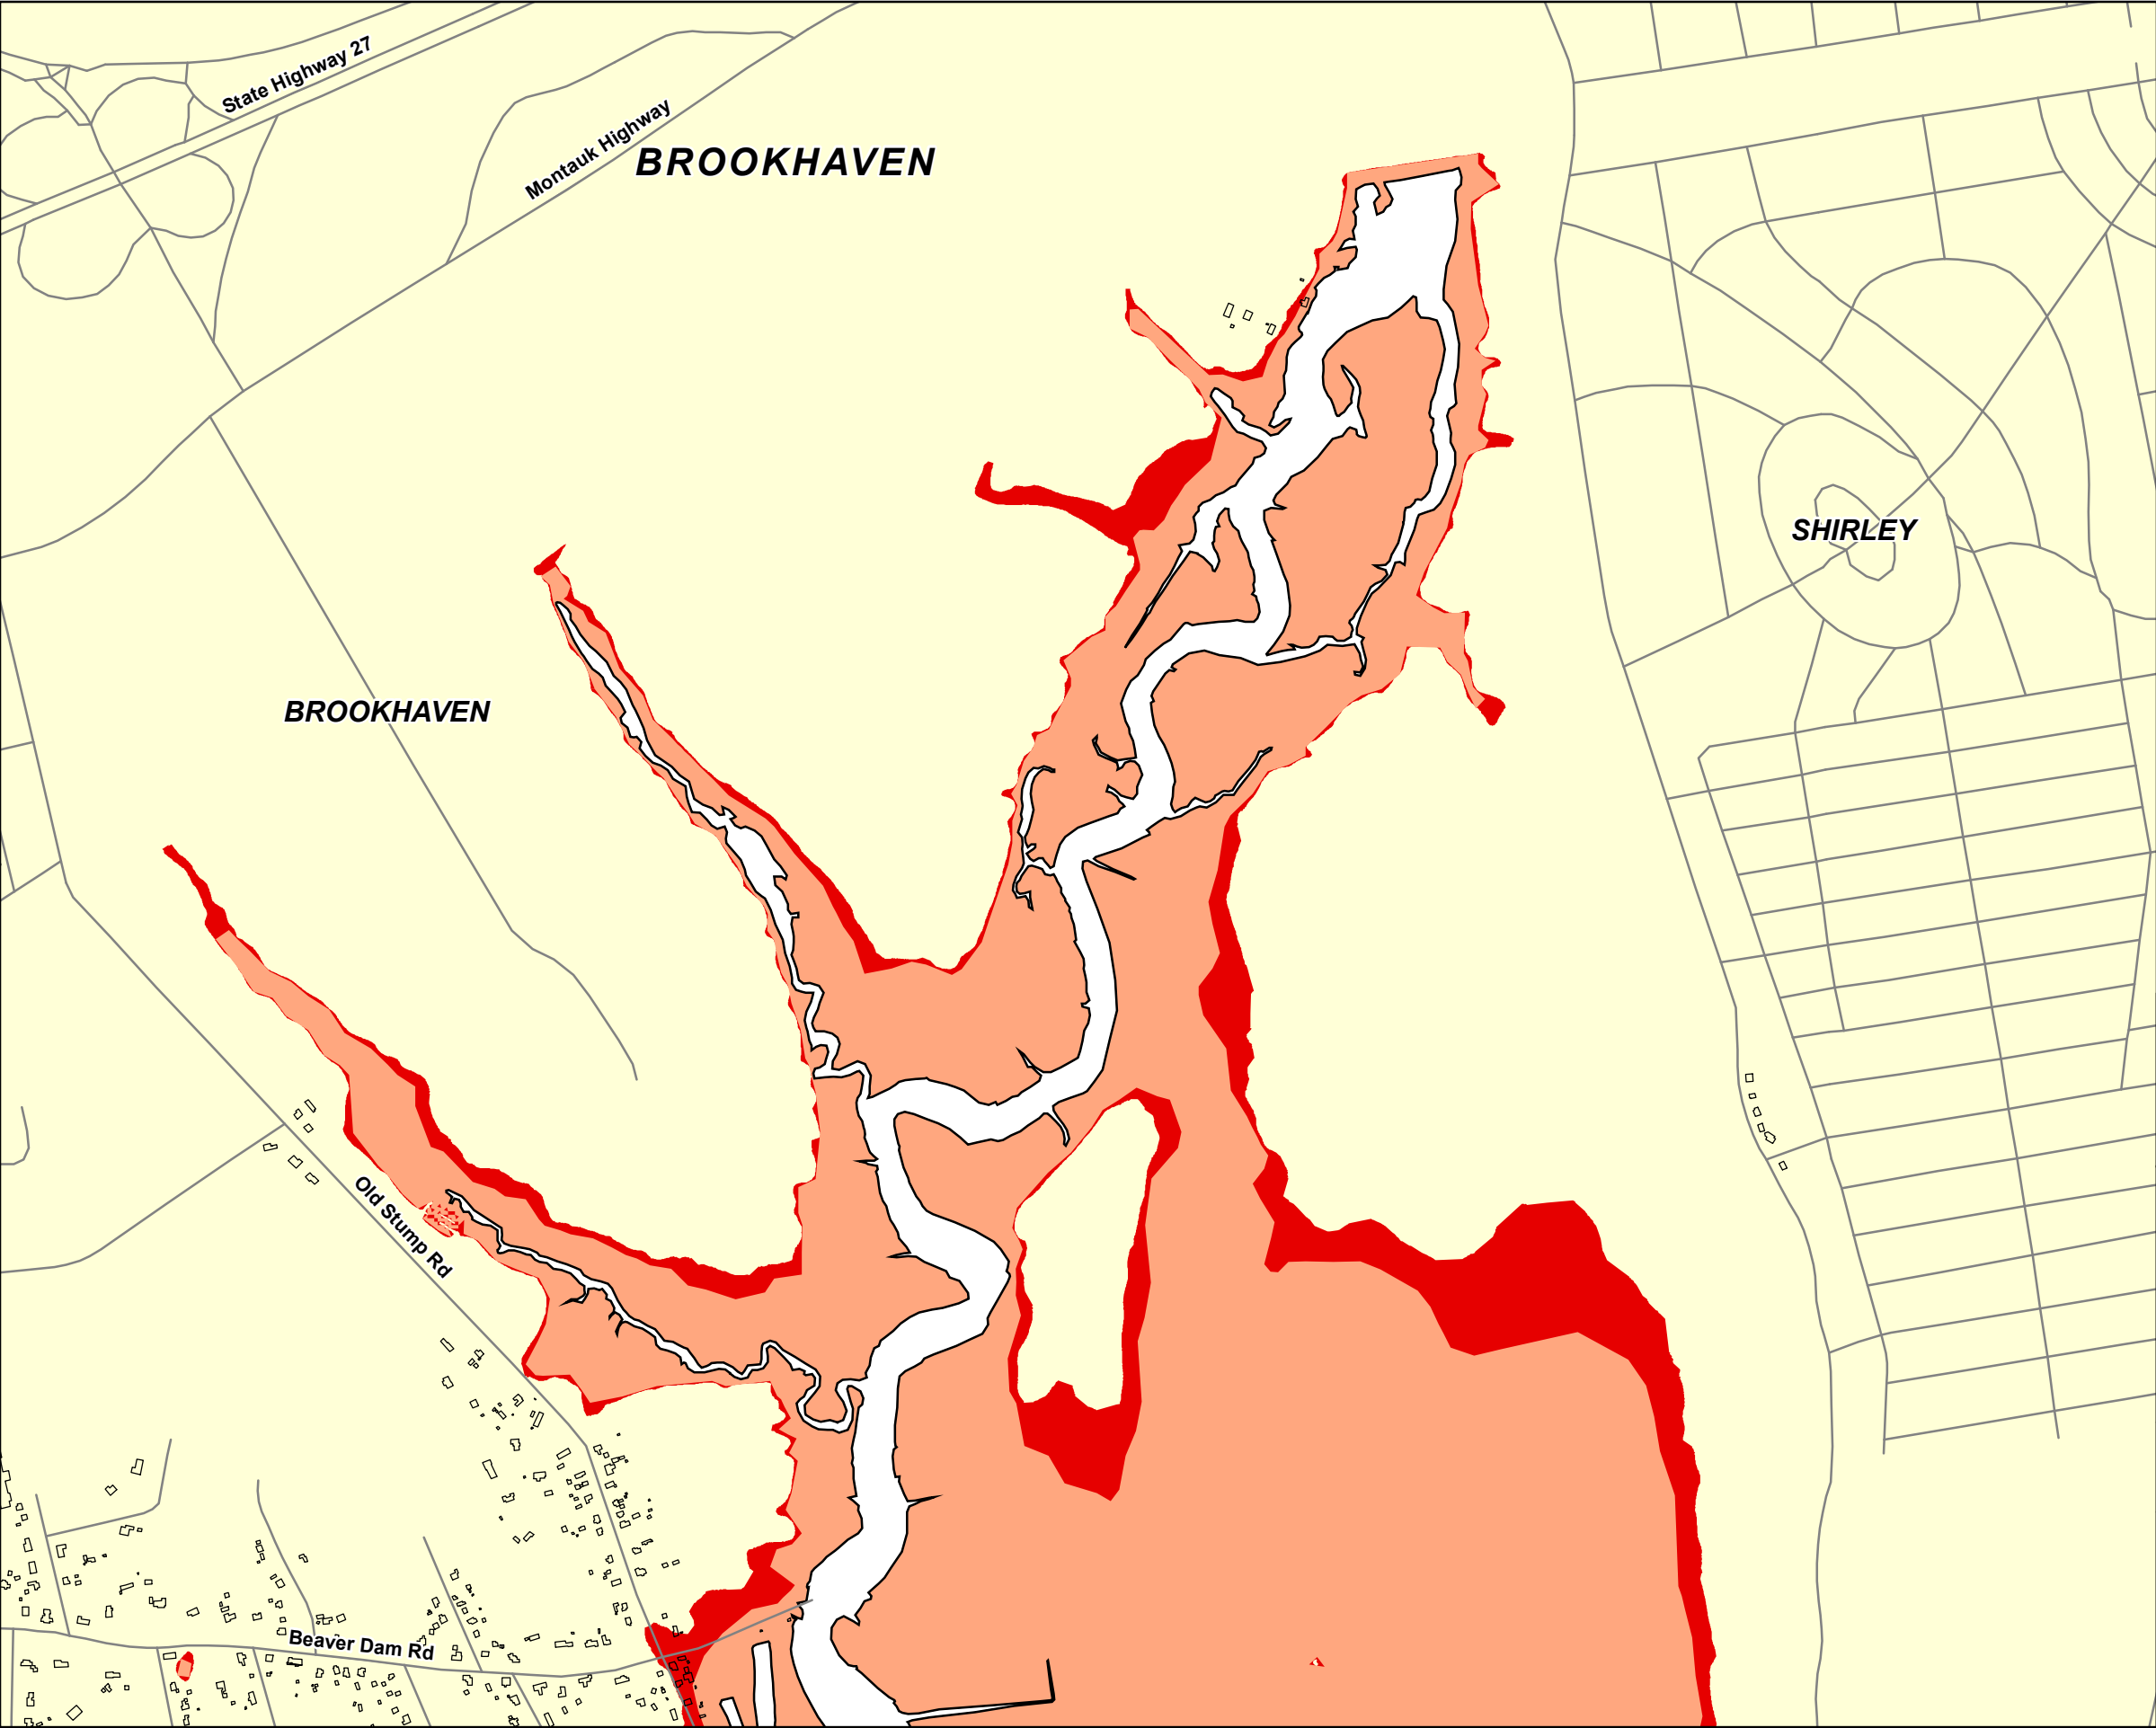 State Highway 27
Montauk Highway
BROOKHAVEN
SHIRLEY
BROOKHAVEN
Old Stump Rd
Beaver Dam Rd